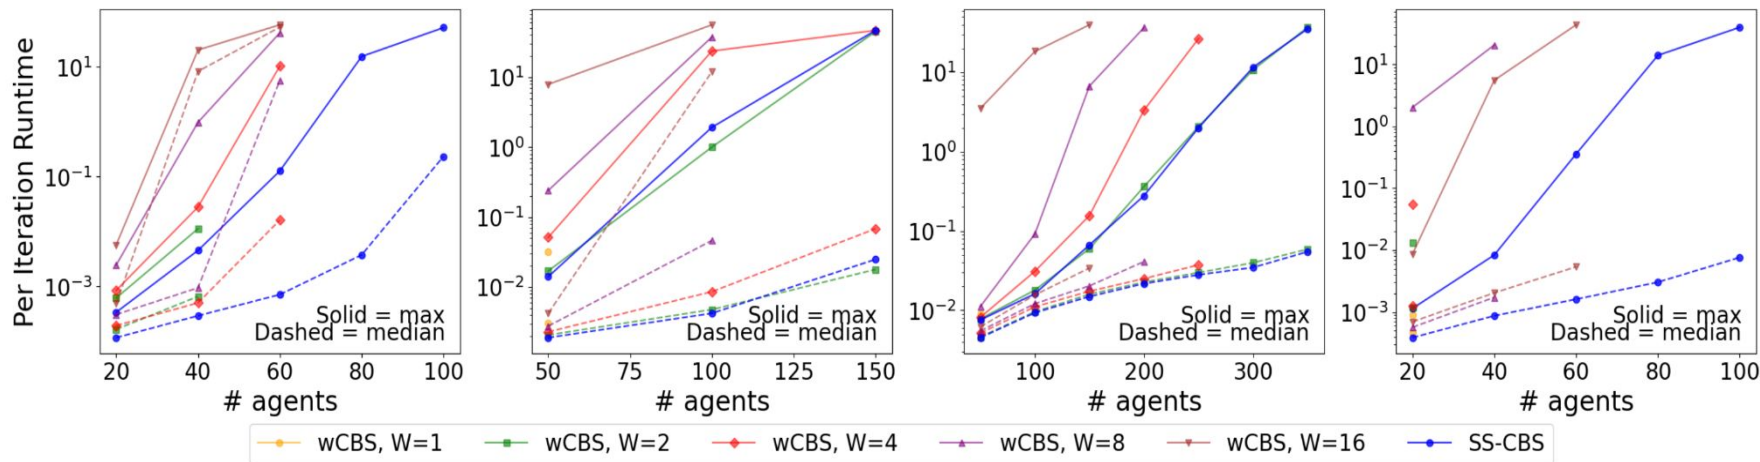 Per Iteration Runtime
10^1
10^-1
10^-3
Solid = max
Dashed = median
20 40 60 80 100
# agents
10^1
10^0
10^-1
10^-2
Solid = max
Dashed = median
50 75 100 125 150
# agents
10^1
10^0
10^-1
10^-2
Solid = max
Dashed = median
100 200 300
# agents
10^1
10^0
10^-1
10^-2
10^-3
Solid = max
Dashed = median
20 40 60 80 100
# agents
wCBS, W=1 wCBS, W=2 wCBS, W=4 wCBS, W=8 wCBS, W=16 SS-CBS